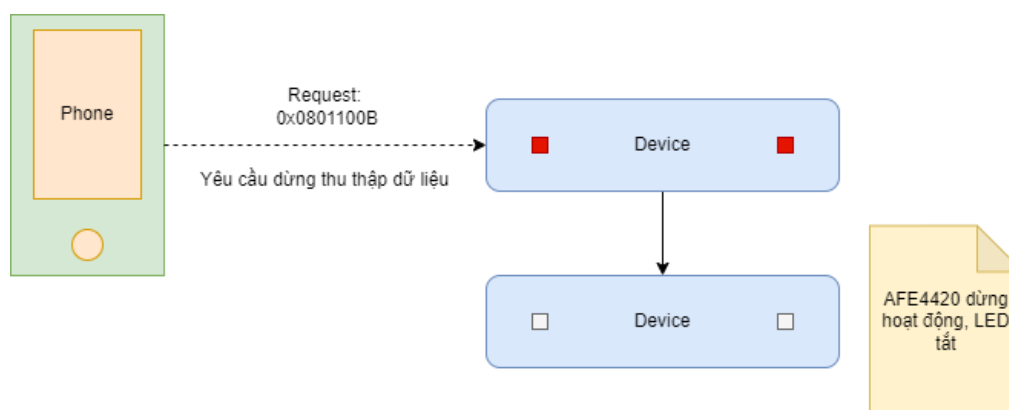 Phone
Request:
0x0801100B
Yêu cầu dừng thu thập dữ liệu
Device
Device
AFE4420 dừng
hoạt động, LED
tắt